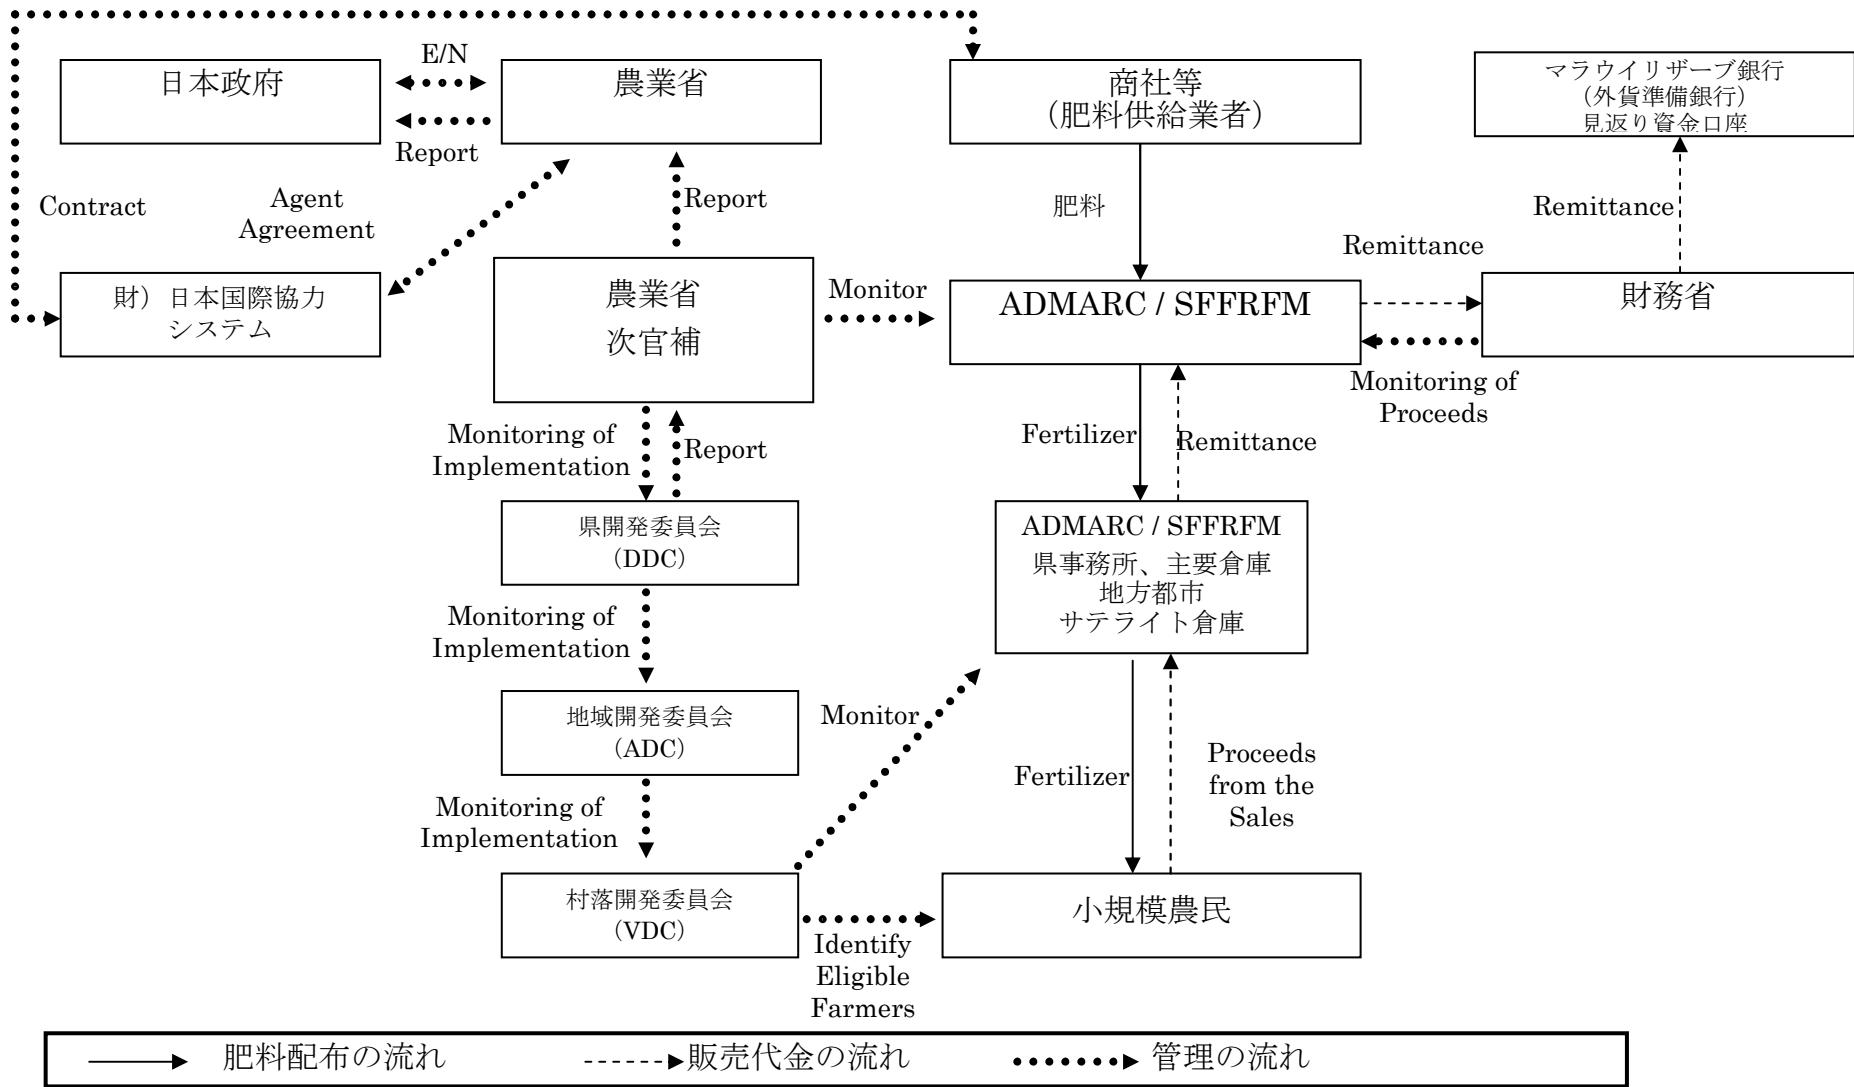 E/N
日本政府
農業省
Report
商社等
（肥料供給業者）
マラウイリザーブ銀行
（外貨準備銀行）
見返り資金口座
Contract
Agent
Agreement
Report
肥料
Remittance
Remittance
財）日本国際協力
システム
農業省
次官補
Monitor
ADMARC / SFFRFM
財務省
Monitoring of
Proceeds
Monitoring of
Implementation
Report
Fertilizer
Remittance
県開発委員会
（DDC）
ADMARC / SFFRFM
県事務所、主要倉庫
地方都市
サテライト倉庫
Monitoring of
Implementation
地域開発委員会
（ADC）
Monitor
Fertilizer
Proceeds
from the
Sales
Monitoring of
Implementation
村落開発委員会
（VDC）
小規模農民
Identify
Eligible
Farmers
肥料配布の流れ
販売代金の流れ
管理の流れ